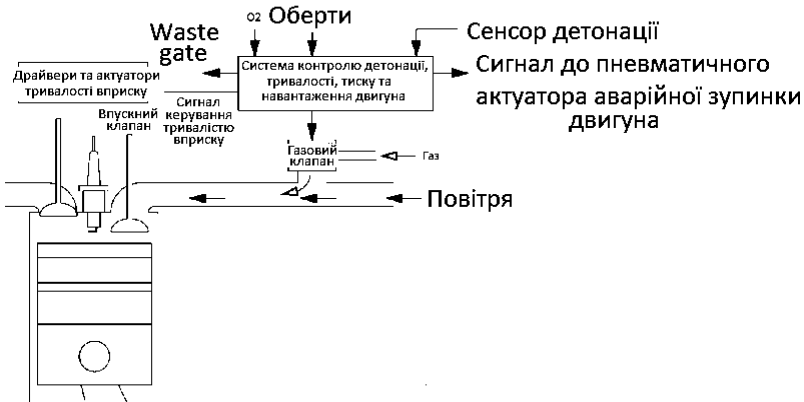 O2
Оберти
Waste
gate
Сенсор детонації
Система контролю детонації,
тривалості, тиску та
навантаження двигуна
Сигнал до пневматичного
актуатора аварійної зупинки
двигуна
Драйвери та актуатори
тривалості вприску
Впускний
клапан
Сигнал
керування
тривалістю
вприску
Газовий
клапан
Газ
Повітря